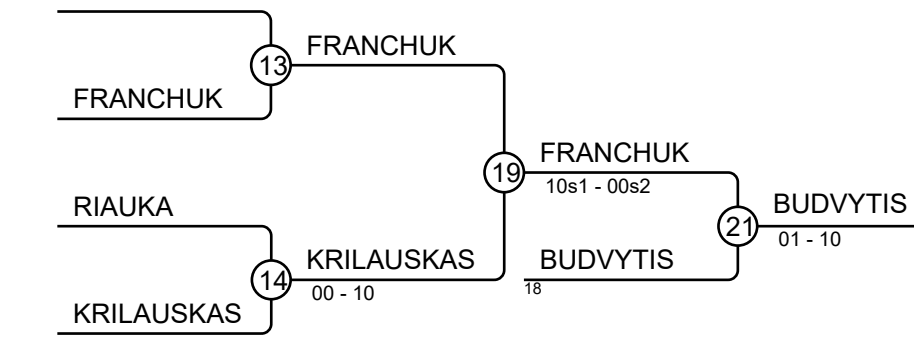 FRANCHUK
13
FRANCHUK
FRANCHUK
19
10s1 - 00s2
RIAUKA
BUDVYTIS
21
01 - 10
KRILAUSKAS
BUDVYTIS
14
00 - 10
18
KRILAUSKAS